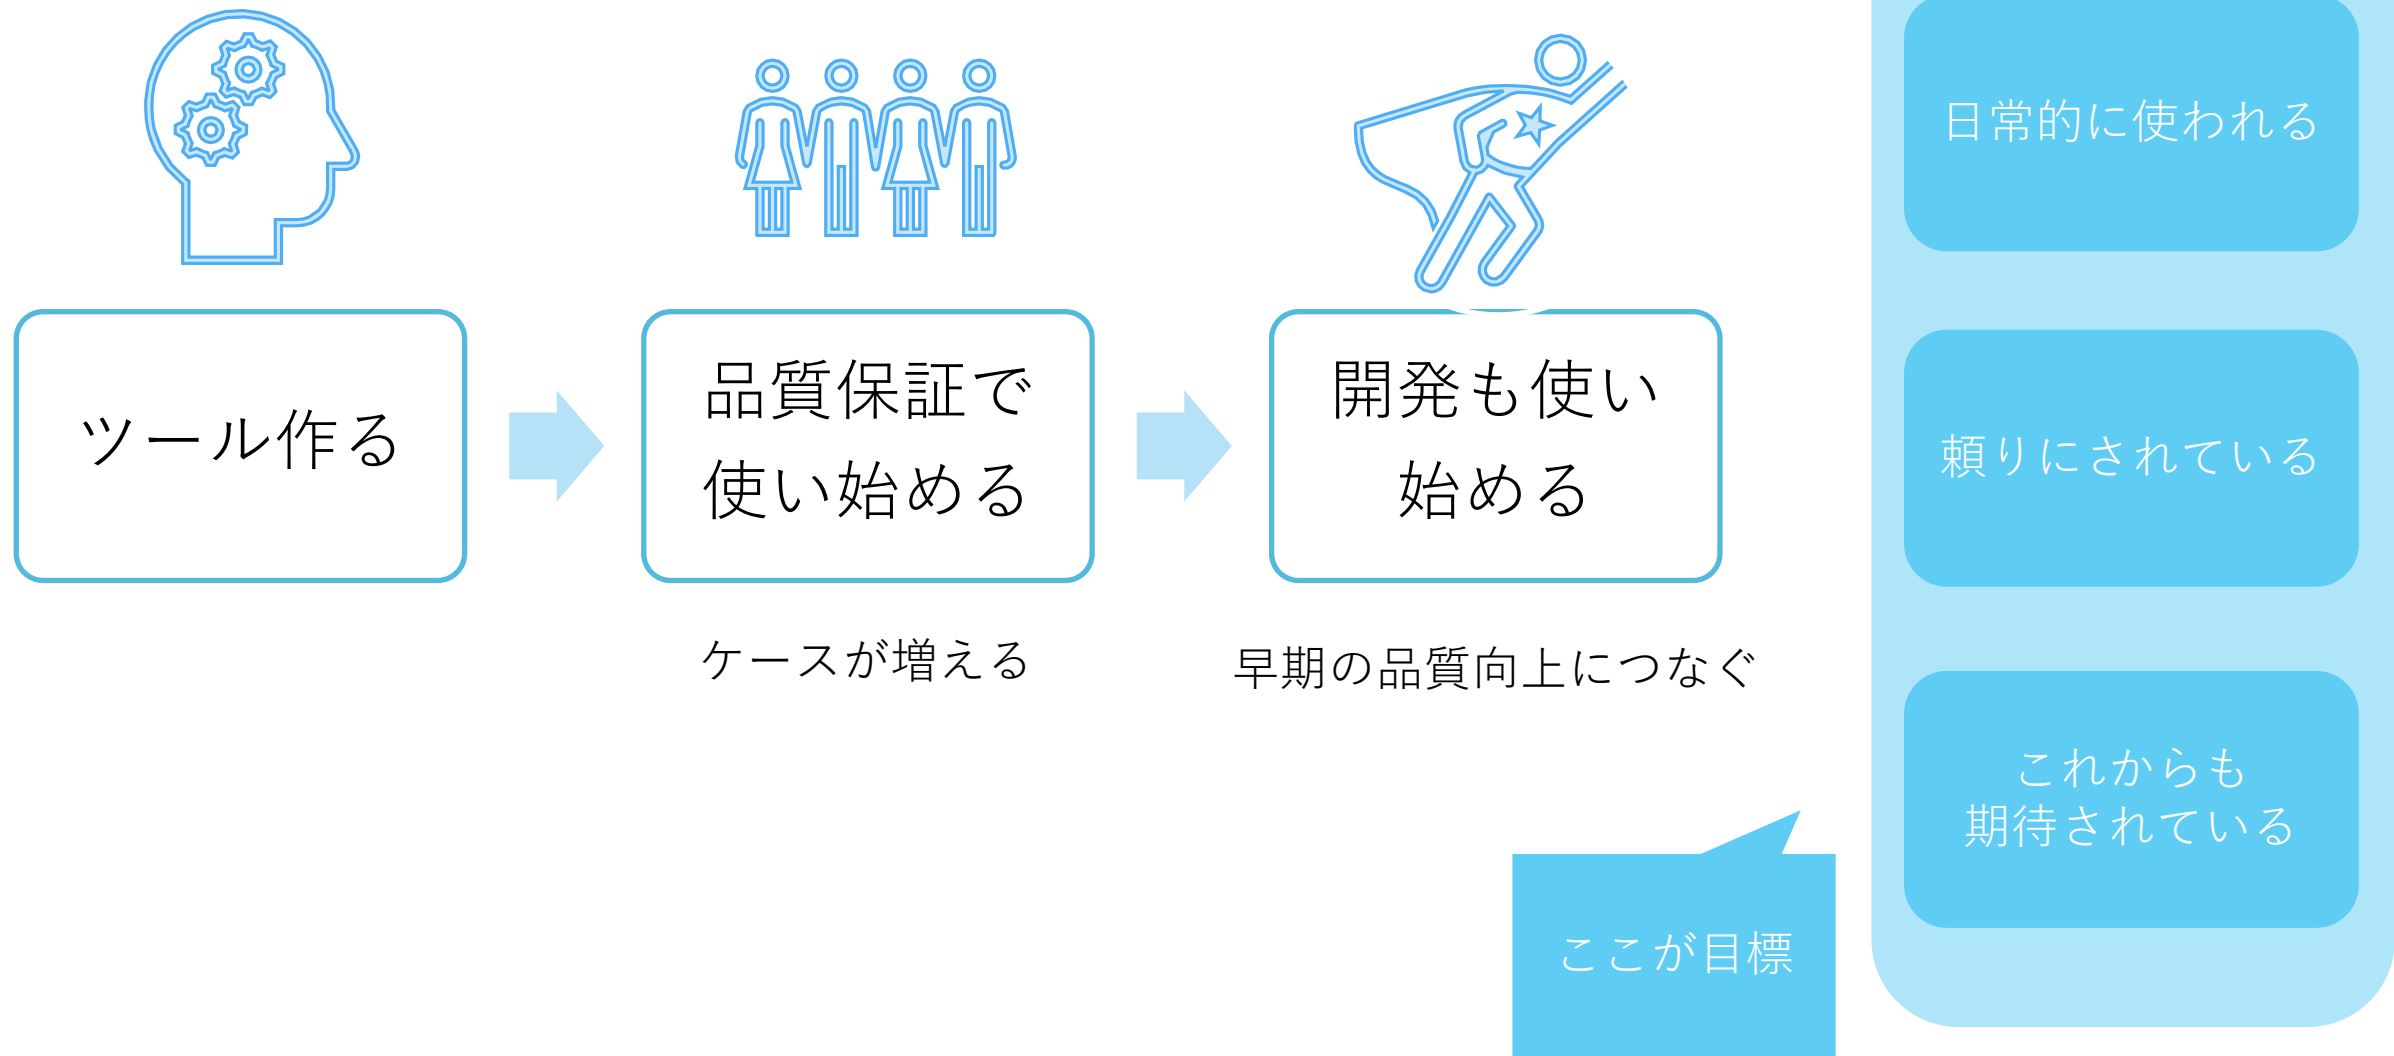 ツール作る
品質保証で
使い始める
ケースが増える
開発も使い
始める
早期の品質向上につなぐ
日常的に使われる
頼りにされている
これからも
期待されている
ここが目標